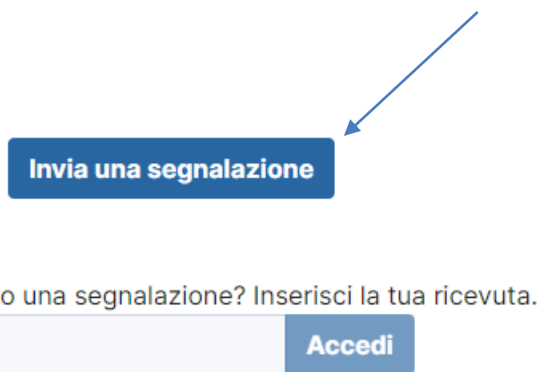 Invia una segnalazione
o una segnalazione? Inserisci la tua ricevuta.
Accedi